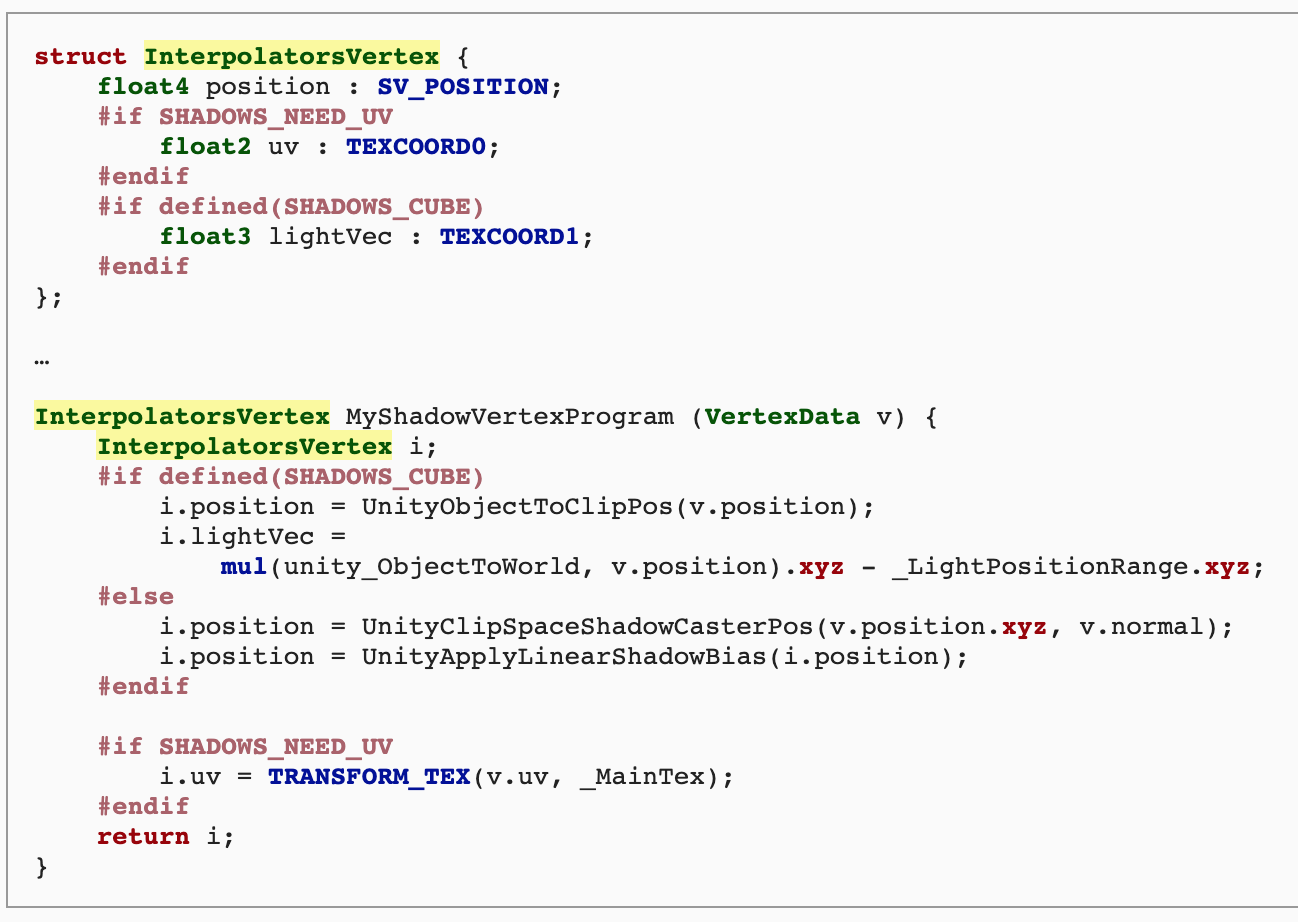 struct InterpolatorsVertex {
float4 position : SV_POSITION;
#if SHADOWS_NEED_UV
float2 uv : TEXCOORD0;
#endif
#if defined(SHADOWS_CUBE)
float3 lightVec : TEXCOORD1;
#endif
};
…
InterpolatorsVertex MyShadowVertexProgram (VertexData v) {
InterpolatorsVertex i;
#if defined(SHADOWS_CUBE)
i.position = UnityObjectToClipPos(v.position);
i.lightVec =
mul(unity_ObjectToWorld, v.position).xyz - _LightPositionRange.xyz;
#else
i.position = UnityClipSpaceShadowCasterPos(v.position.xyz, v.normal);
i.position = UnityApplyLinearShadowBias(i.position);
#endif
#if SHADOWS_NEED_UV
i.uv = TRANSFORM_TEX(v.uv, _MainTex);
#endif
return i;
}